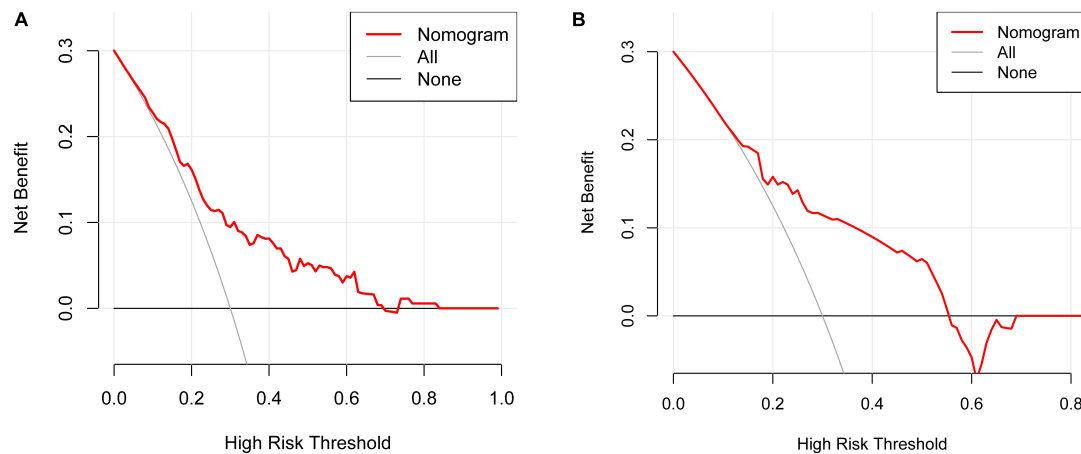 A
Nomogram
All
None
0.3
0.2
0.1
0.0
Net Benefit
0.0 0.2 0.4 0.6 0.8 1.0
High Risk Threshold
B
Nomogram
All
None
0.3
0.2
0.1
0.0
Net Benefit
0.0 0.2 0.4 0.6 0.8
High Risk Threshold